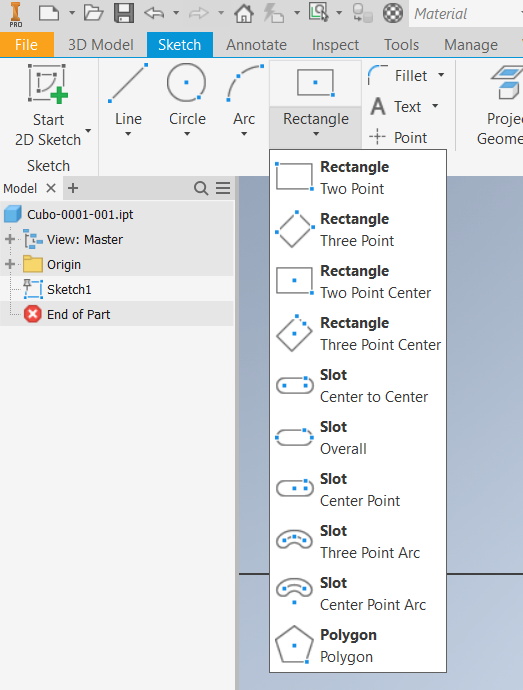 PRO
Material
File
3D Model
Sketch
Annotate
Inspect
Tools
Manage
Start
2D Sketch
Line
Circle
Arc
Rectangle
Fillet
Text
Point
Sketch
Model
Cubo-0001-001.ipt
View: Master
Origin
Sketch1
End of Part
Rectangle
Two Point
Rectangle
Three Point
Rectangle
Two Point Center
Rectangle
Three Point Center
Slot
Center to Center
Slot
Overall
Slot
Center Point
Slot
Three Point Arc
Slot
Center Point Arc
Polygon
Polygon